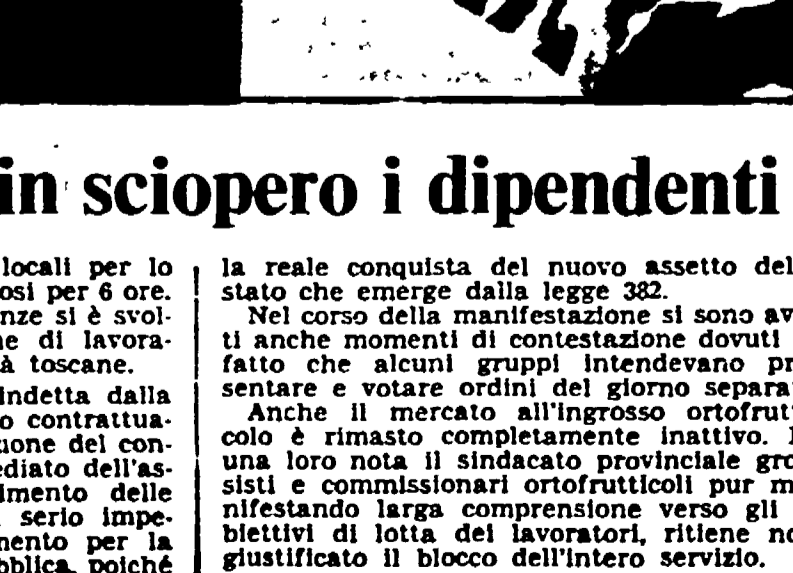 in sciopero i dipendenti
locali per lo
osi per 6 ore.
nze si è svol-
e di lavora-
à toscane.
indetta dalla
o contrattua-
uone del con-
ediato dell'as-
imento delle
serio impe-
mento per la
bblica, poiché
la reale conquista del nuovo assetto del
stato che emerge dalla legge 382.
Nel corso della manifestazione si sono av
ti anche momenti di contestazione dovuti
fatto che alcuni gruppi intendevano pr
sentare e votare ordini del giorno separa
Anche il mercato all'ingrosso ortofrut
colo è rimasto completamente inattivo. I
una loro nota il sindacato provinciale gro
sisti e commissionari ortofrutticoli pur m
nifestando larga comprensione verso gli
biettivi di lotta dei lavoratori, ritiene no
giustificato il blocco dell'intero servizio.